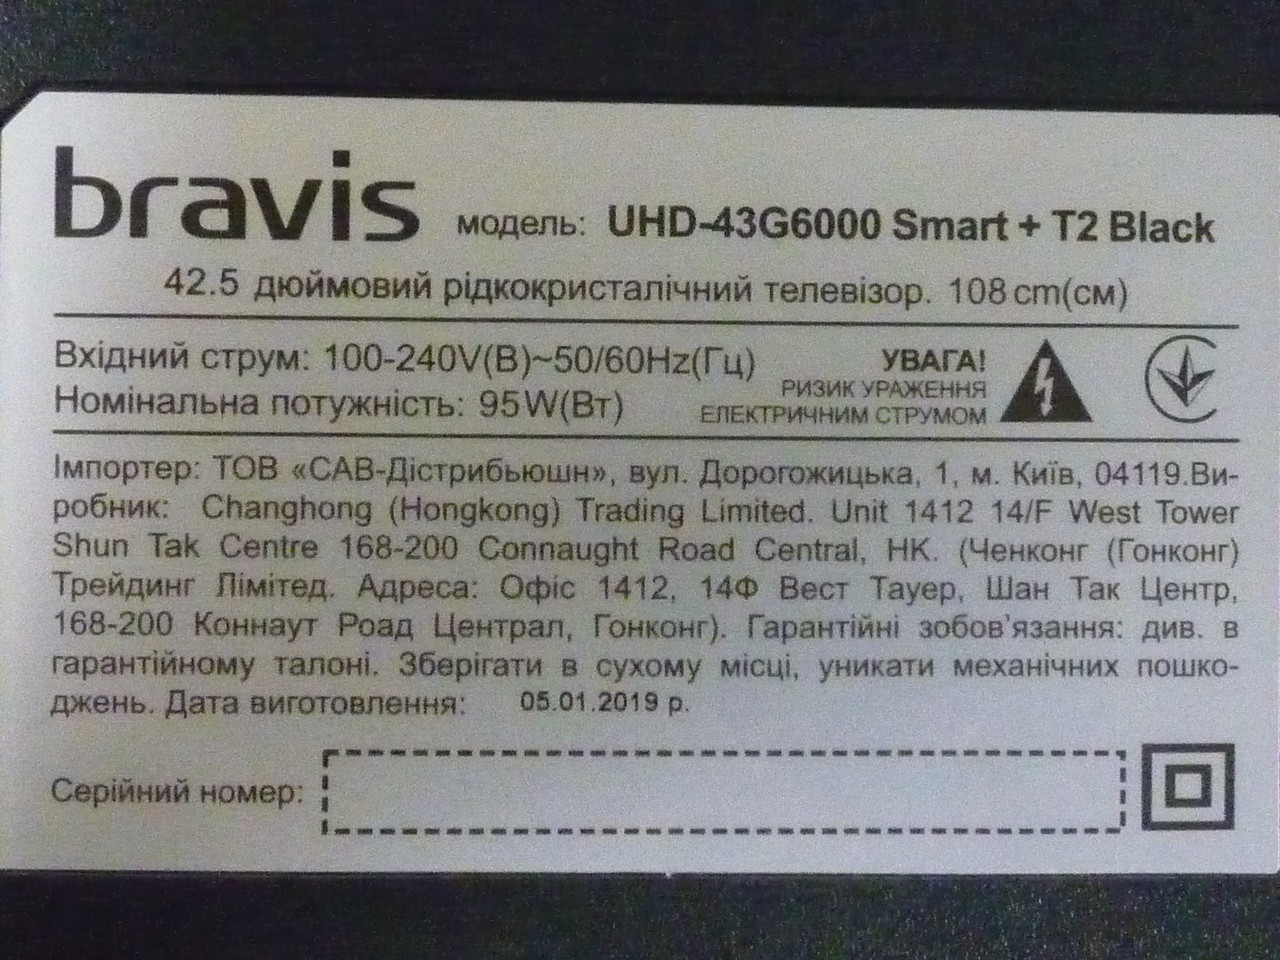 bravis модель: UHD-43G6000 Smart + T2 Black
42.5 дюймовий рідкокристалічний телевізор. 108 cm(см)
Вхідний струм: 100-240V(В)~50/60Hz(Гц)
Номінальна потужність: 95W(Вт)
УВАГА!
РИЗИК УРАЖЕННЯ
ЕЛЕКТРИЧНИМ СТРУМОМ
Імпортер: ТОВ «САВ-Дістрибьюшн», вул. Дорогожицька, 1, м. Київ, 04119.Ви-
робник: Changhong (Hongkong) Trading Limited. Unit 1412 14/F West Tower
Shun Tak Centre 168-200 Connaught Road Central, HK. (Ченконг (Гонконг)
Трейдинг Лімітед. Адреса: Офіс 1412, 14Ф Вест Тауер, Шан Так Центр,
168-200 Коннаут Роад Централ, Гонконг). Гарантійні зобов'язання: див. в
гарантійному талоні. Зберігати в сухому місці, уникати механічних пошко-
джень. Дата виготовлення: 05.01.2019 р.
Серійний номер: